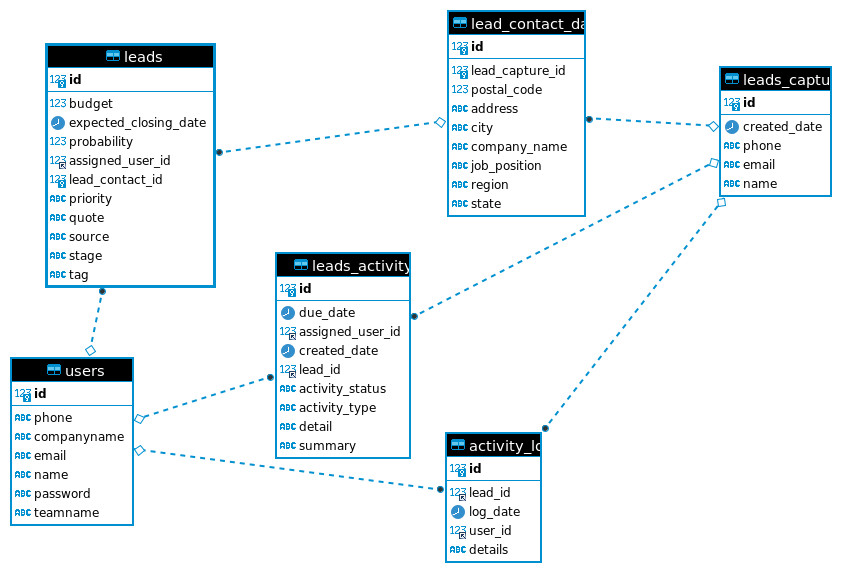 leads
123 id
123 budget
expected_closing_date
123 probability
123 assigned_user_id
123 lead_contact_id
ABC priority
ABC quote
ABC source
ABC stage
ABC tag
lead_contact_da
123 id
123 lead_capture_id
123 postal_code
ABC address
ABC city
ABC company_name
ABC job_position
ABC region
ABC state
leads_captu
123 id
created_date
ABC phone
ABC email
ABC name
leads_activity
123 id
due_date
123 assigned_user_id
created_date
123 lead_id
ABC activity_status
ABC activity_type
ABC detail
ABC summary
users
123 id
ABC phone
ABC companyname
ABC email
ABC name
ABC password
ABC teamname
activity_lo
123 id
123 lead_id
log_date
123 user_id
ABC details